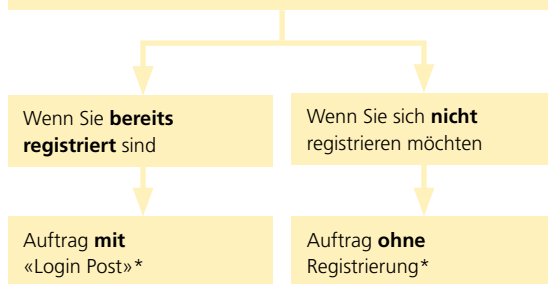 Wenn Sie bereits
registriert sind
Wenn Sie sich nicht
registrieren möchten
Auftrag mit
«Login Post»*
Auftrag ohne
Registrierung*